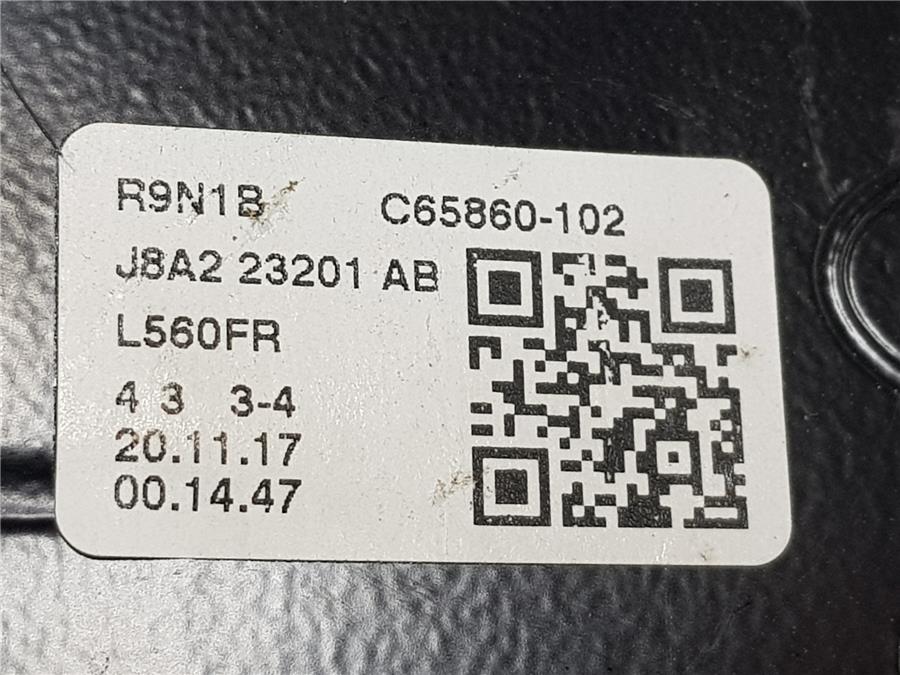 R9N1B C65860-102
J8A2 23201 AB
L560FR
4 3 3-4
20.11.17
00.14.47